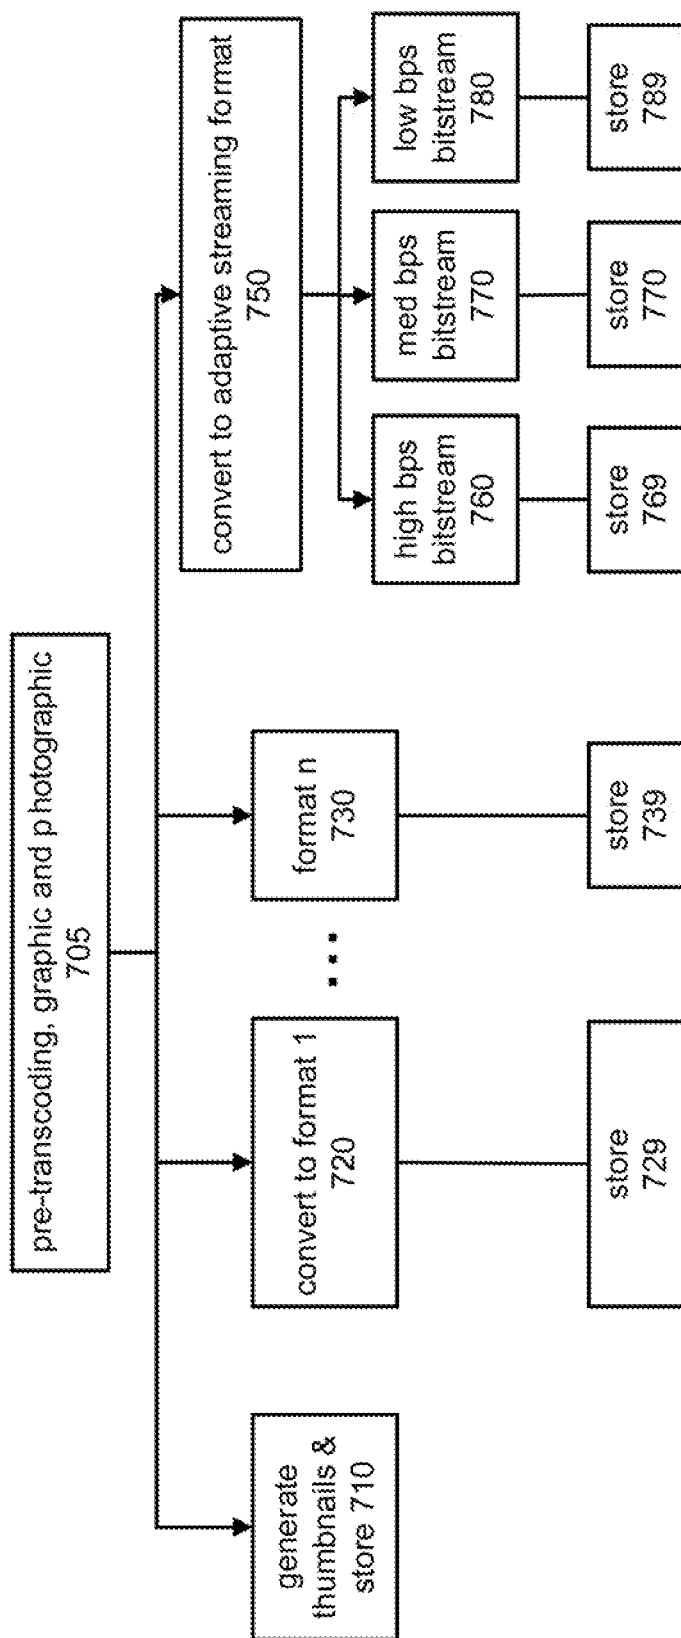 pre-transcoding, graphic and photographic
705
generate
thumbnails &
store 710
convert to format 1
720
store
729
...
format n
730
store
739
convert to adaptive streaming format
750
high bps
bitstream
760
store
769
med bps
bitstream
770
store
770
low bps
bitstream
780
store
789